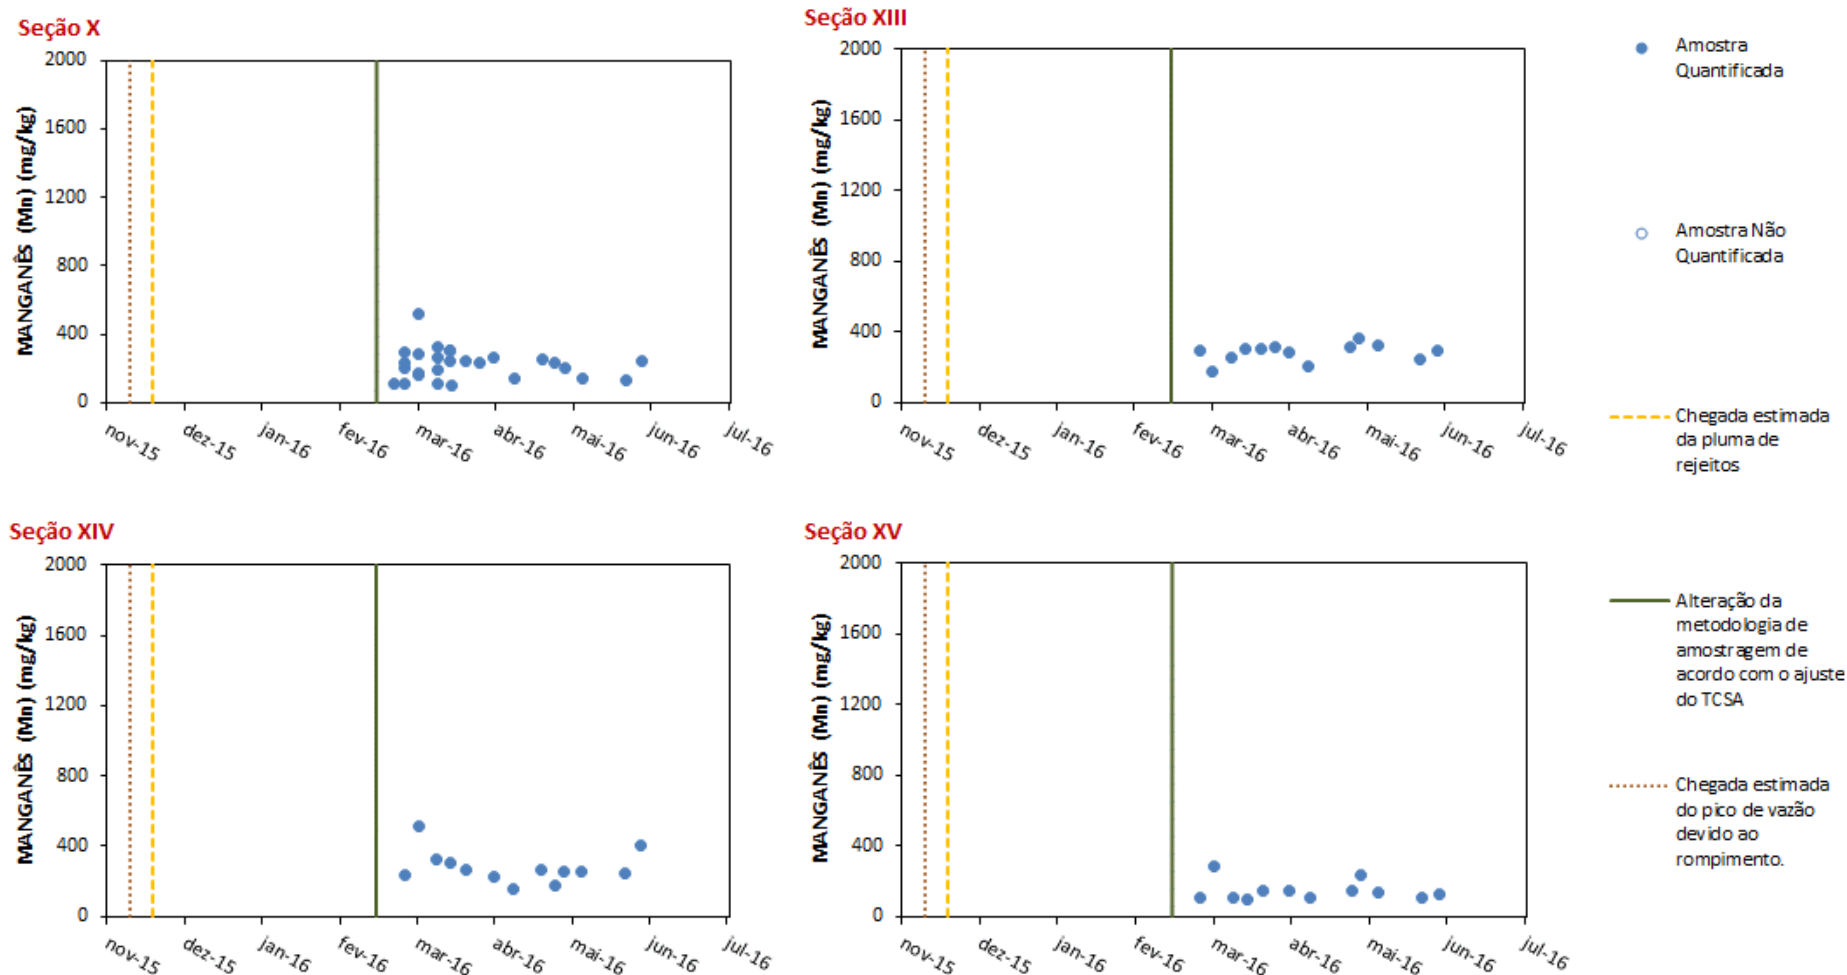 Seção X
MANGANÊS (Mn) (mg/kg)
2000
1600
1200
800
400
0
nov-15
dez-15
jan-16
fev-16
mar-16
abr-16
mai-16
jun-16
jul-16
Seção XIII
MANGANÊS (Mn) (mg/kg)
2000
1600
1200
800
400
0
nov-15
dez-15
jan-16
fev-16
mar-16
abr-16
mai-16
jun-16
jul-16
Seção XIV
MANGANÊS (Mn) (mg/kg)
2000
1600
1200
800
400
0
nov-15
dez-15
jan-16
fev-16
mar-16
abr-16
mai-16
jun-16
jul-16
Seção XV
MANGANÊS (Mn) (mg/kg)
2000
1600
1200
800
400
0
nov-15
dez-15
jan-16
fev-16
mar-16
abr-16
mai-16
jun-16
jul-16
Amostra
Quantificada
Amostra Não
Quantificada
Chegada estimada
da pluma de
rejeitos
Alteração da
metodologia de
amostragem de
acordo com o ajuste
do TCSA
Chegada estimada
do pico de vazão
devido ao
rompimento.